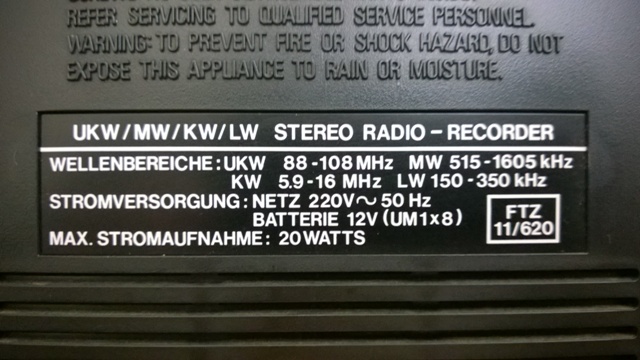 REFER SERVICING TO QUALIFIED SERVICE PERSONNEL.
WARNING: TO PREVENT FIRE OR SHOCK HAZARD, DO NOT
EXPOSE THIS APPLIANCE TO RAIN OR MOISTURE.
UKW/MW/KW/LW STEREO RADIO-RECORDER
WELLENBEREICHE: UKW 88-108 MHz MW 515-1605 kHz
KW 5.9-16 MHz LW 150-350 kHz
STROMVERSORGUNG: NETZ 220V~50 Hz
BATTERIE 12V (UM1x8)
MAX. STROMAUFNAHME: 20WATTS
FTZ
11/620